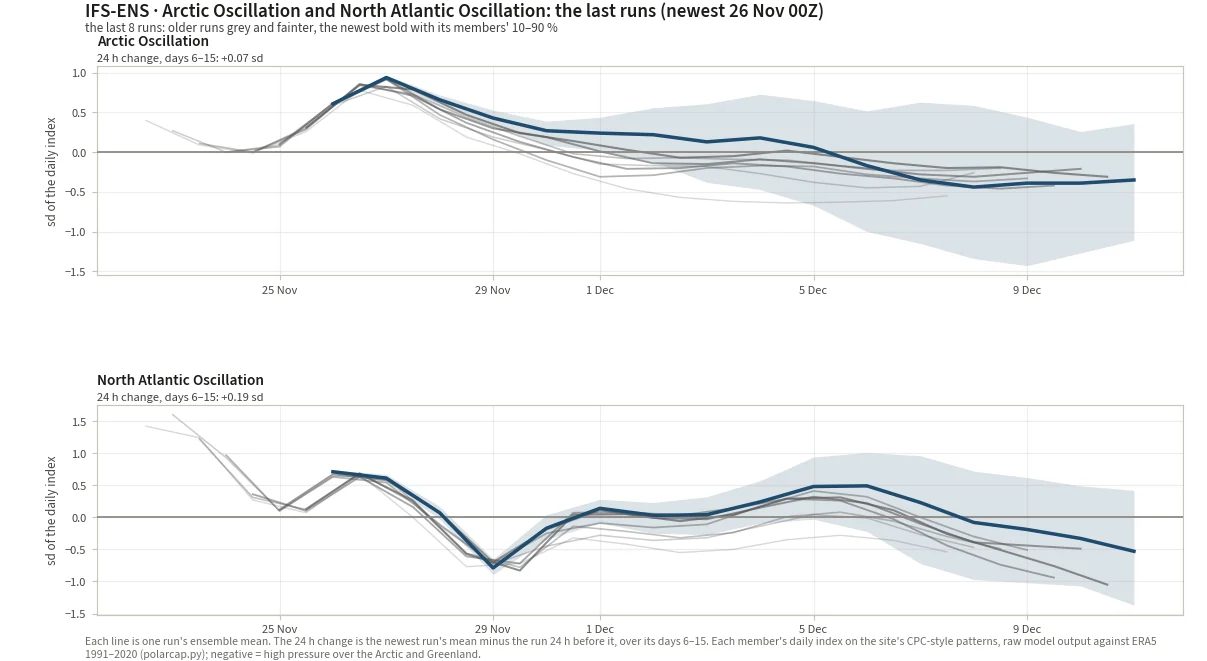 IFS-ENS · Arctic Oscillation and North Atlantic Oscillation: the last runs (newest 26 Nov 00Z)
the last 8 runs: older runs grey and fainter, the newest bold with its members' 10–90 %
Arctic Oscillation
24 h change, days 6–15: +0.07 sd
sd of the daily index
1.0
0.5
0.0
−0.5
−1.0
−1.5
25 Nov
29 Nov
1 Dec
5 Dec
9 Dec
North Atlantic Oscillation
24 h change, days 6–15: +0.19 sd
sd of the daily index
1.5
1.0
0.5
0.0
−0.5
−1.0
−1.5
25 Nov
29 Nov
1 Dec
5 Dec
9 Dec
Each line is one run's ensemble mean. The 24 h change is the newest run's mean minus the run 24 h before it, over its days 6–15. Each member's daily index on the site's CPC-style patterns, raw model output against ERA5
1991–2020 (polarcap.py); negative = high pressure over the Arctic and Greenland.